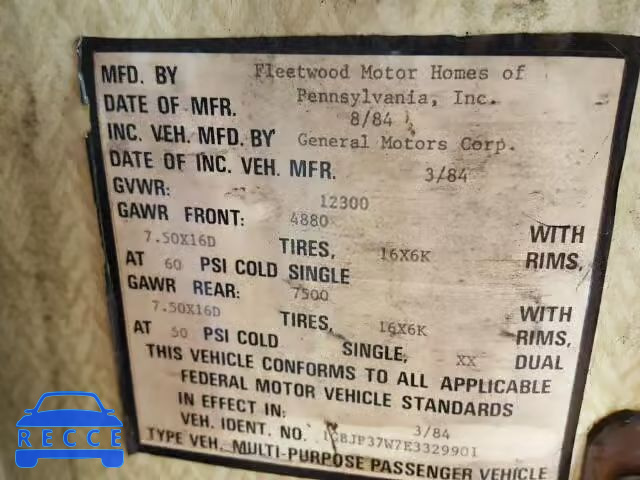 MFD. BY Fleetwood Motor Homes of
DATE OF MFR. Pennsylvania, Inc.
8/84
INC. VEH. MFD. BY General Motors Corp.
DATE OF INC. VEH. MFR. 3/84
GVWR: 12300
GAWR FRONT: 4880
7.50X16D TIRES, 16X6K WITH RIMS,
AT 60 PSI COLD SINGLE
GAWR REAR: 7500
7.50X16D TIRES, 16X6K WITH RIMS,
AT 50 PSI COLD SINGLE, XX DUAL
THIS VEHICLE CONFORMS TO ALL APPLICABLE
FEDERAL MOTOR VEHICLE STANDARDS
IN EFFECT IN: 3/84
VEH. IDENT. NO. 1GBJP37W7E3329901
TYPE VEH. MULTI-PURPOSE PASSENGER VEHICLE
RECCE